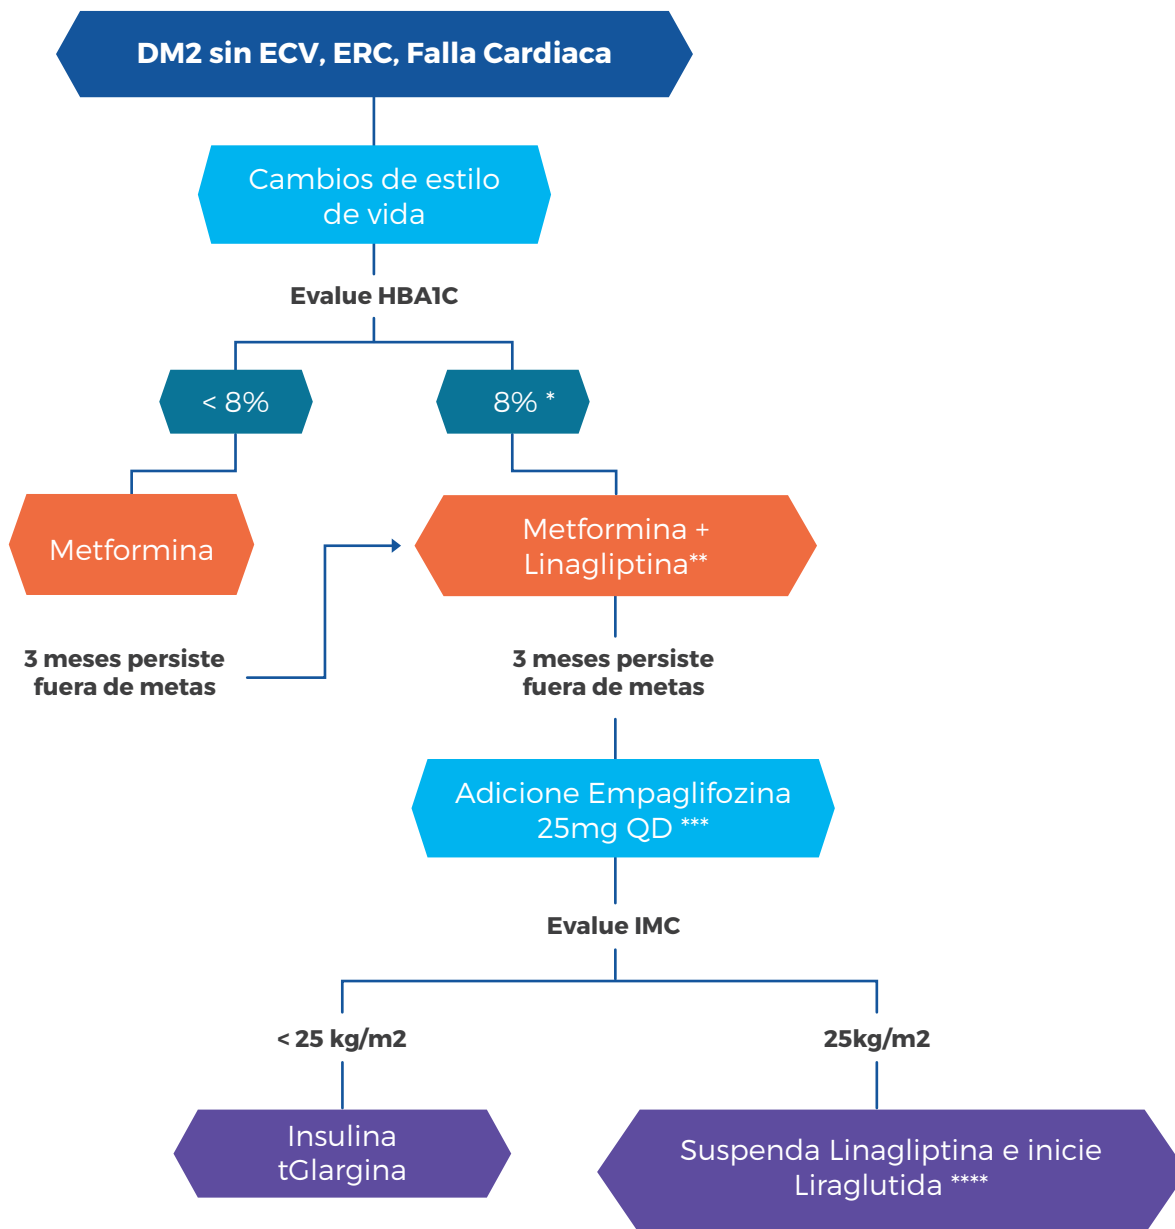 DM2 sin ECV, ERC, Falla Cardiaca
Cambios de estilo
de vida
Evalue HBA1C
< 8%
8% *
Metformina
Metformina +
Linagliptina**
3 meses persiste
fuera de metas
3 meses persiste
fuera de metas
Adicione Empaglifozina
25mg QD ***
Evalue IMC
< 25 kg/m2
25kg/m2
Insulina
tGlargina
Suspenda Linagliptina e inicie
Liraglutida ****